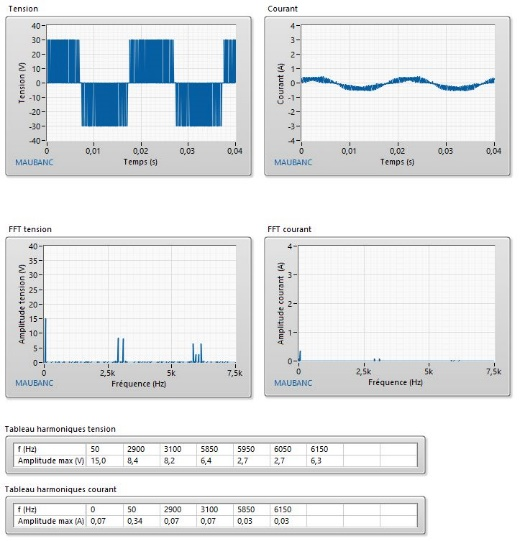 Tension
Tension (V)
40
30
20
10
0
-10
-20
-30
-40
0 0,01 0,02 0,03 0,04
MAUBANC Temps (s)
Courant
Courant (A)
4
3
2
1
0
-1
-2
-3
-4
0 0,01 0,02 0,03 0,04
MAUBANC Temps (s)
FFT tension
Amplitude tension (V)
40
35
30
25
20
15
10
5
0
0 2,5k 5k 7,5k
MAUBANC Fréquence (Hz)
FFT courant
Amplitude courant (A)
4
3
2
1
0
0 2,5k 5k 7,5k
MAUBANC Fréquence (Hz)
Tableau harmoniques tension
f (Hz) 50 2900 3100 5850 5950 6050 6150
Amplitude max (V) 15,0 8,4 8,2 6,4 2,7 2,7 6,3
Tableau harmoniques courant
f (Hz) 0 50 2900 3100 5850 6150
Amplitude max (A) 0,07 0,34 0,07 0,07 0,03 0,03